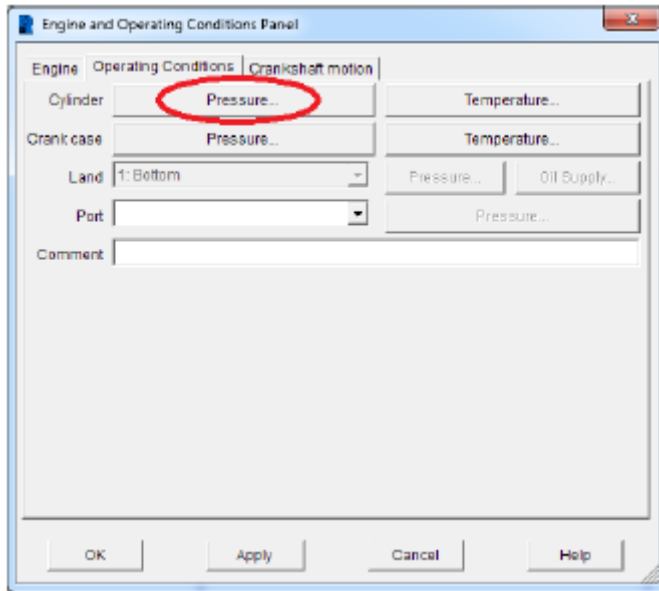 Engine and Operating Conditions Panel
Engine Operating Conditions Crankshaft motion
Cylinder Pressure... Temperature...
Crank case Pressure... Temperature...
Land 1: Bottom Pressure... Oil Supply...
Port Pressure...
Comment
OK Apply Cancel Help